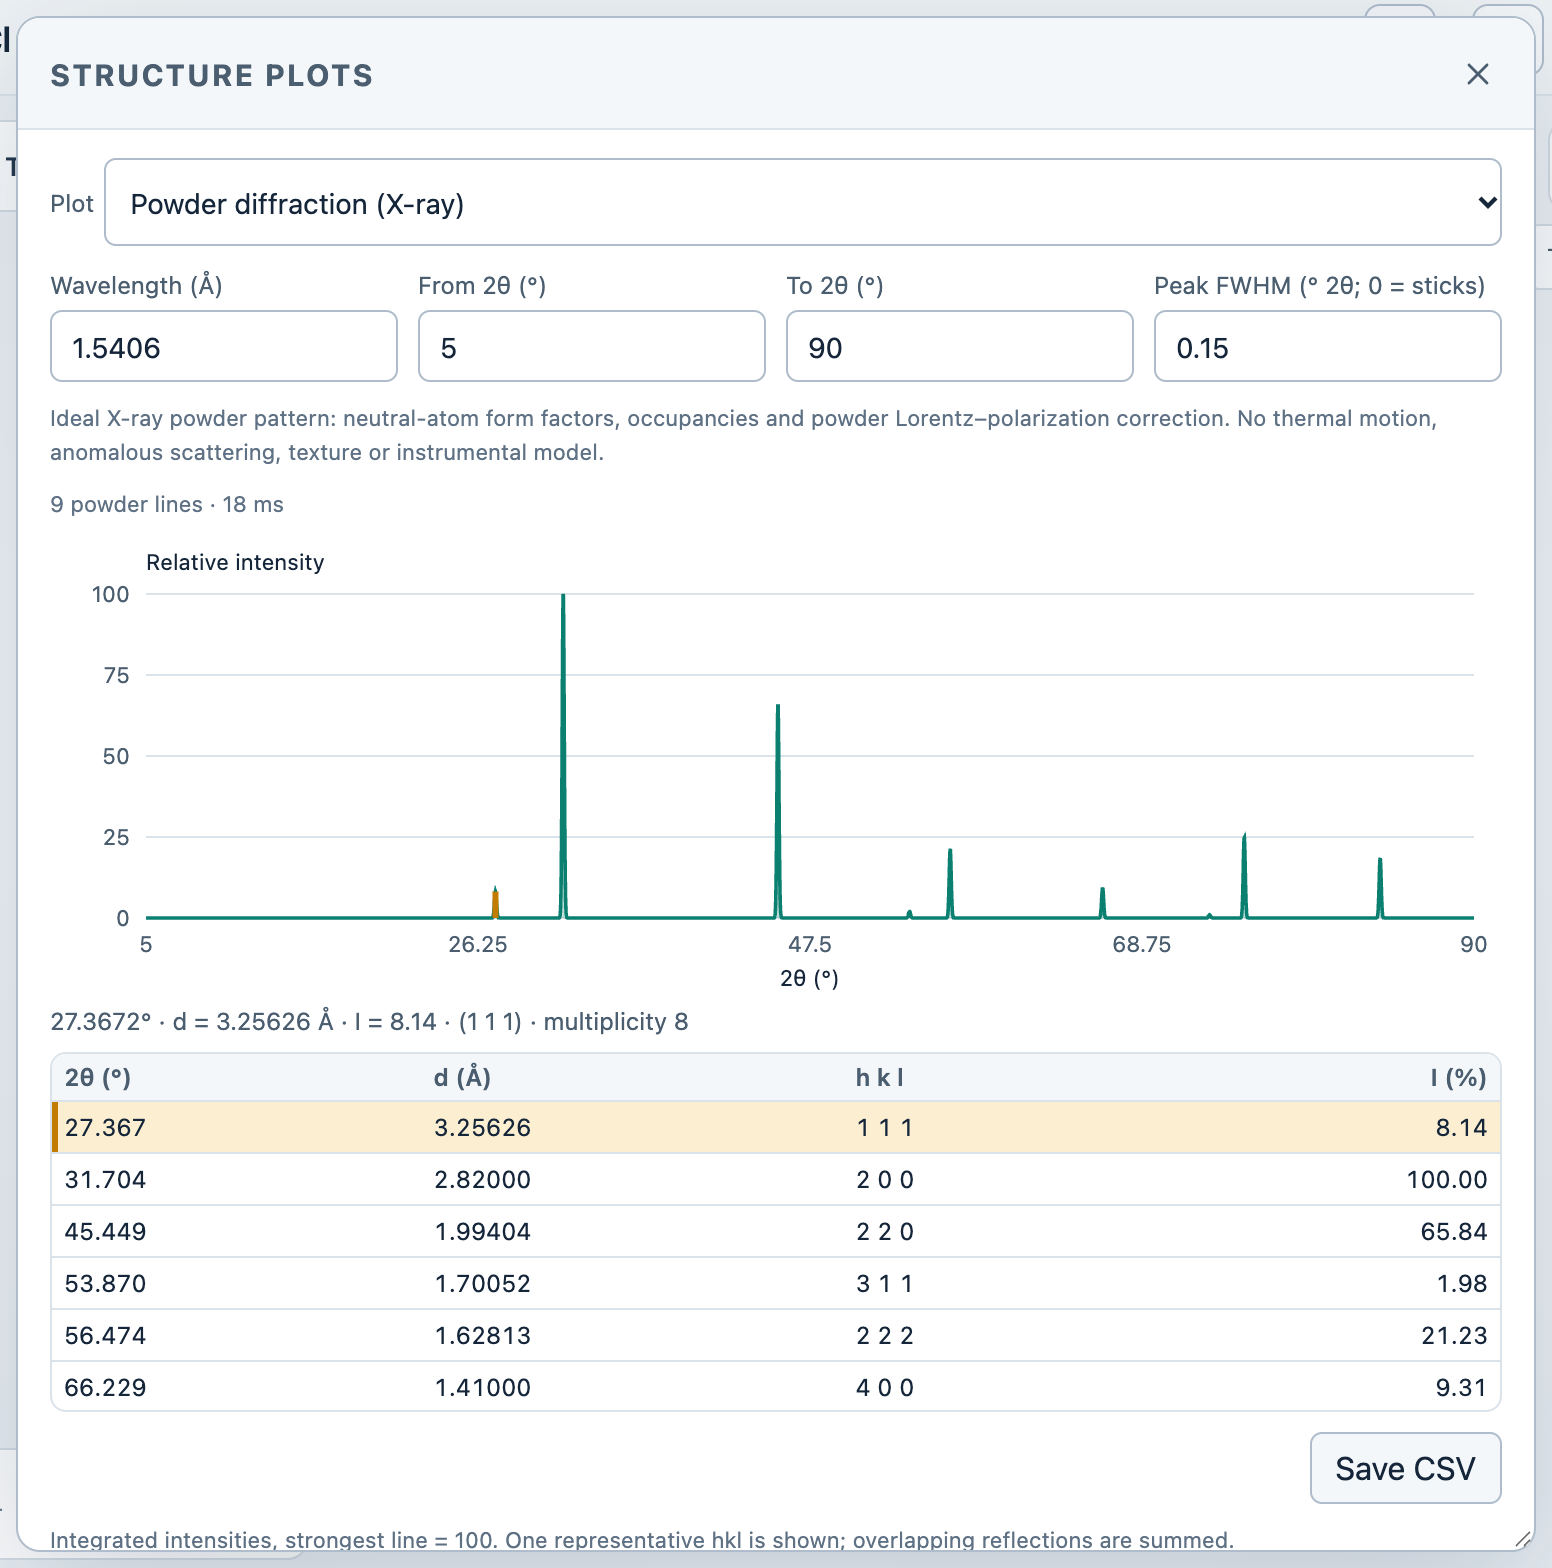 STRUCTURE PLOTS
Plot Powder diffraction (X-ray)
Wavelength (Å) From 2θ (°) To 2θ (°) Peak FWHM (° 2θ; 0 = sticks)
1.5406 5 90 0.15
Ideal X-ray powder pattern: neutral-atom form factors, occupancies and powder Lorentz–polarization correction. No thermal motion,
anomalous scattering, texture or instrumental model.
9 powder lines · 18 ms
Relative intensity
100
75
50
25
0
5 26.25 47.5 68.75 90
2θ (°)
27.3672° · d = 3.25626 Å · I = 8.14 · (1 1 1) · multiplicity 8
2θ (°) d (Å) h k l I (%)
27.367 3.25626 1 1 1 8.14
31.704 2.82000 2 0 0 100.00
45.449 1.99404 2 2 0 65.84
53.870 1.70052 3 1 1 1.98
56.474 1.62813 2 2 2 21.23
66.229 1.41000 4 0 0 9.31
Save CSV
Integrated intensities, strongest line = 100. One representative hkl is shown; overlapping reflections are summed.